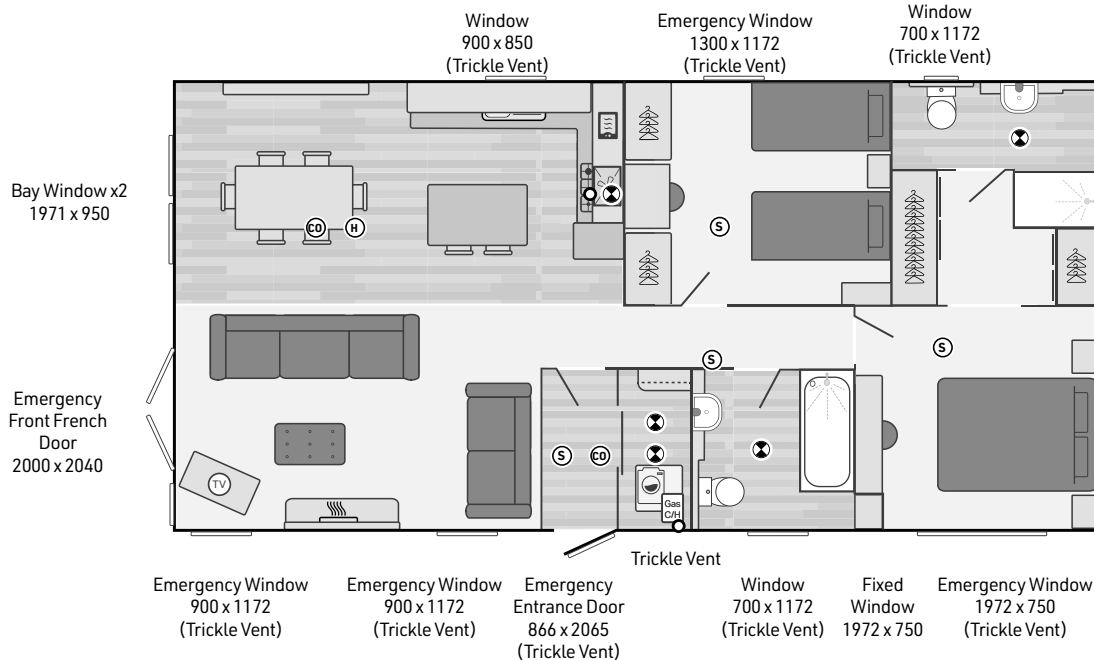 Window
900 x 850
(Trickle Vent)
Emergency Window
1300 x 1172
(Trickle Vent)
Window
700 x 1172
(Trickle Vent)
Bay Window x2
1971 x 950
CO
H
S
S
S
Emergency
Front French
Door
2000 x 2040
TV
S
CO
Gas
C/H
Trickle Vent
Emergency Window
900 x 1172
(Trickle Vent)
Emergency Window
900 x 1172
(Trickle Vent)
Emergency
Entrance Door
866 x 2065
(Trickle Vent)
Window
700 x 1172
(Trickle Vent)
Fixed
Window
1972 x 750
Emergency Window
1972 x 750
(Trickle Vent)